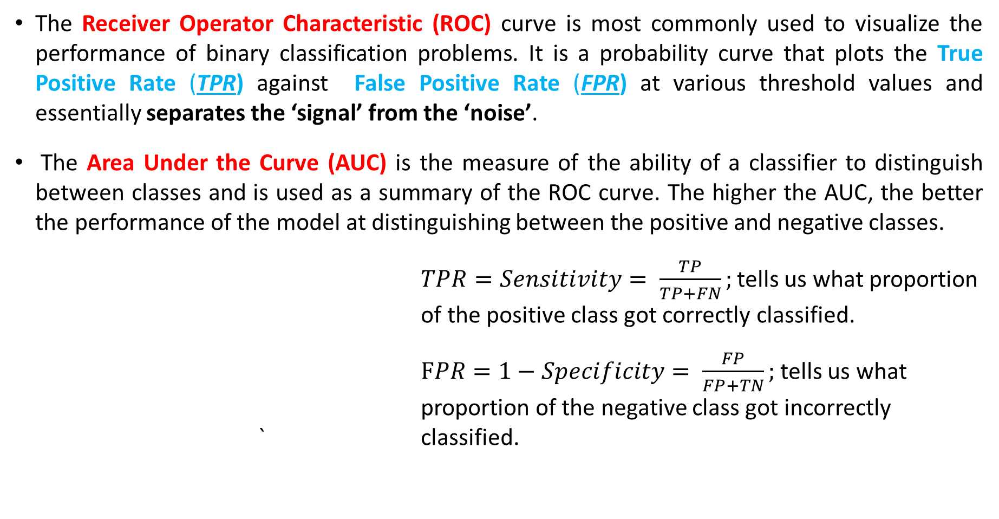 • The Receiver Operator Characteristic (ROC) curve is most commonly used to visualize the
performance of binary classification problems. It is a probability curve that plots the True
Positive Rate (TPR) against False Positive Rate (FPR) at various threshold values and
essentially separates the ‘signal’ from the ‘noise’.
• The Area Under the Curve (AUC) is the measure of the ability of a classifier to distinguish
between classes and is used as a summary of the ROC curve. The higher the AUC, the better
the performance of the model at distinguishing between the positive and negative classes.
TPR = Sensitivity = TP/(TP+FN); tells us what proportion
of the positive class got correctly classified.
FPR = 1 − Specificity = FP/(FP+TN); tells us what
proportion of the negative class got incorrectly
`
classified.